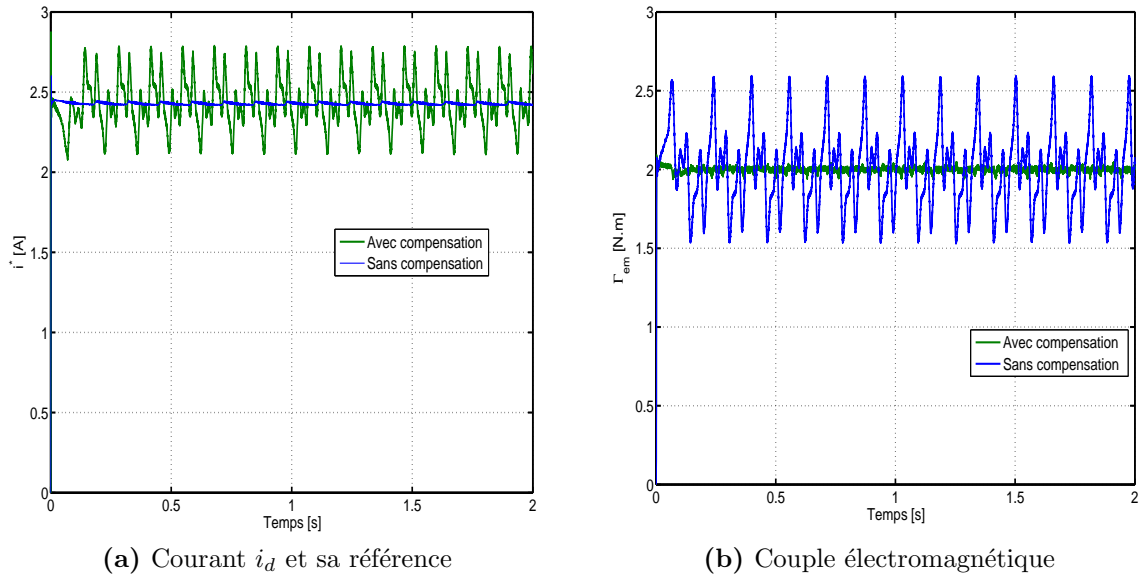 3
2.5
2
1.5
1
0.5
0
i* [A]
Avec compensation
Sans compensation
0
0.5
1
1.5
2
Temps [s]
(a) Courant i_d et sa référence
3
2.5
2
1.5
1
0.5
0
Γ_em [N.m]
Avec compensation
Sans compensation
0
0.5
1
1.5
2
Temps [s]
(b) Couple électromagnétique